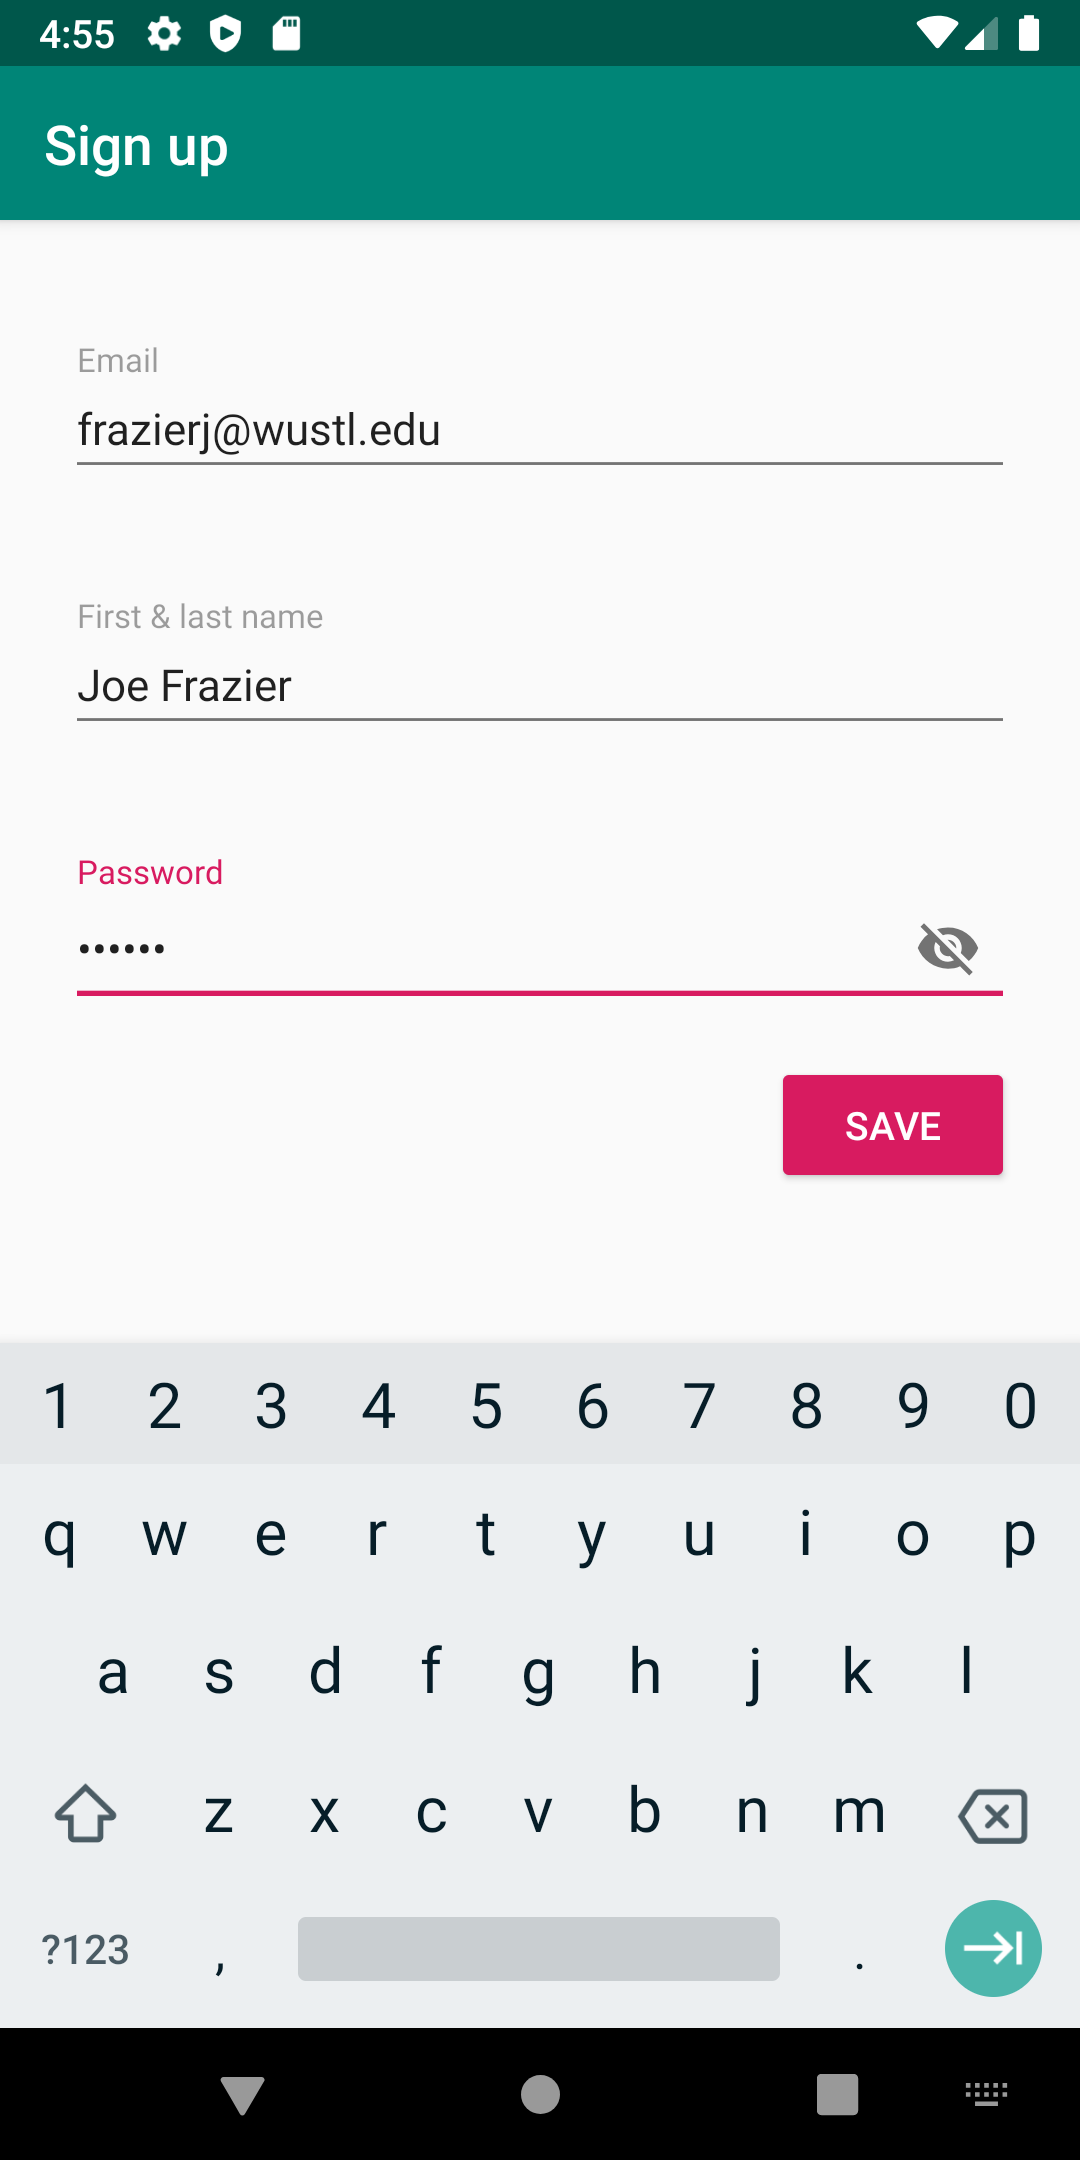 4:55
Sign up
Email
frazierj@wustl.edu
First & last name
Joe Frazier
Password
••••••
SAVE
1 2 3 4 5 6 7 8 9 0
q w e r t y u i o p
a s d f g h j k l
z x c v b n m
?123 , .